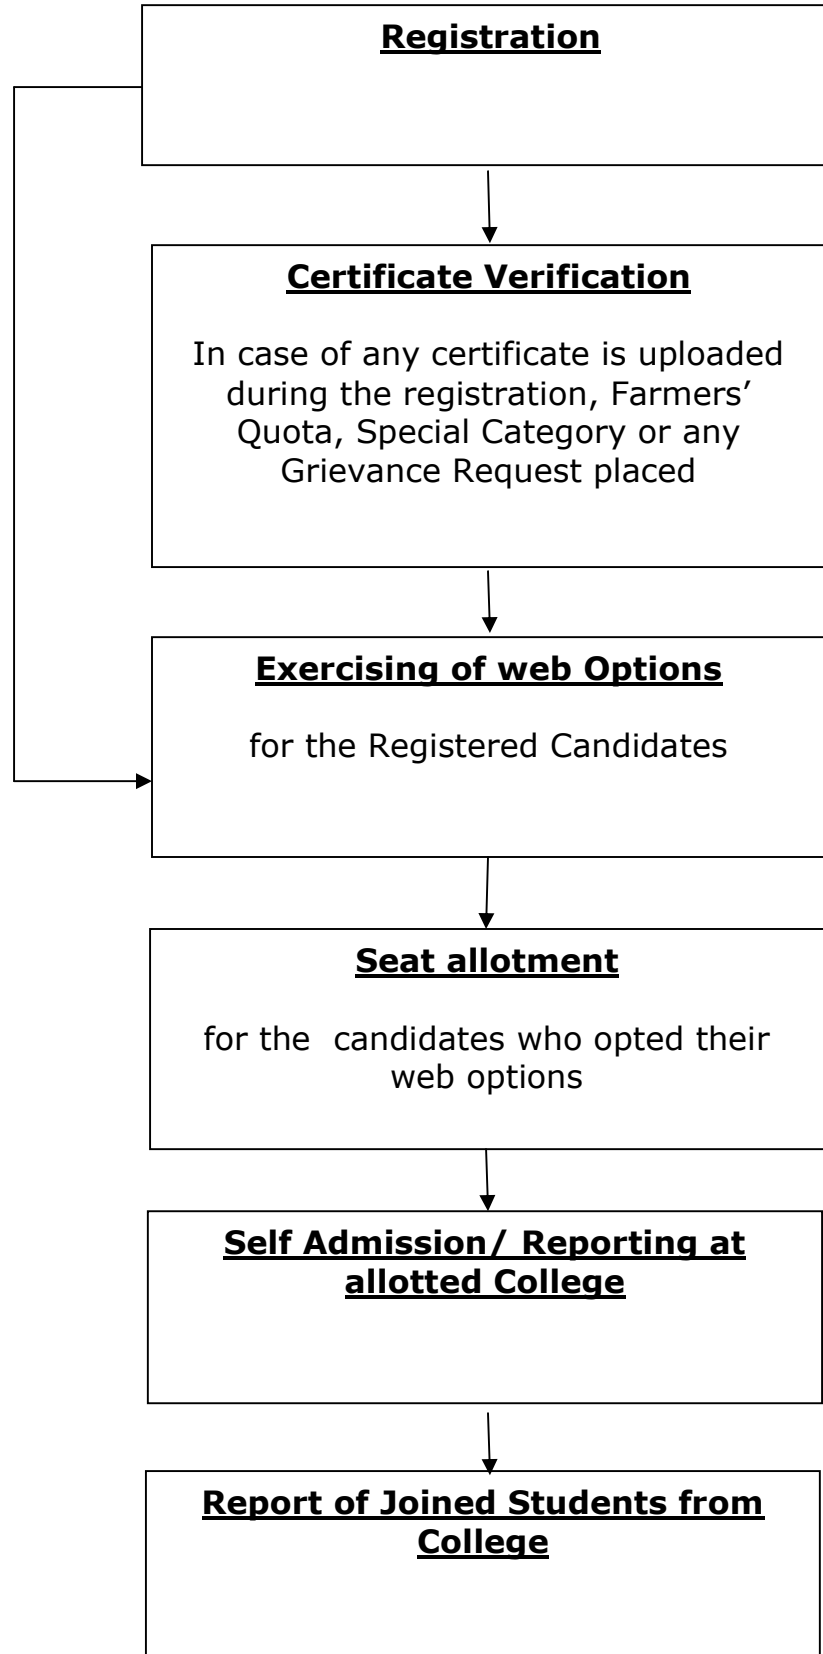 Registration
Certificate Verification
In case of any certificate is uploaded
during the registration, Farmers’
Quota, Special Category or any
Grievance Request placed
Exercising of web Options
for the Registered Candidates
Seat allotment
for the  candidates who opted their
web options
Self Admission/ Reporting at
allotted College
Report of Joined Students from
College